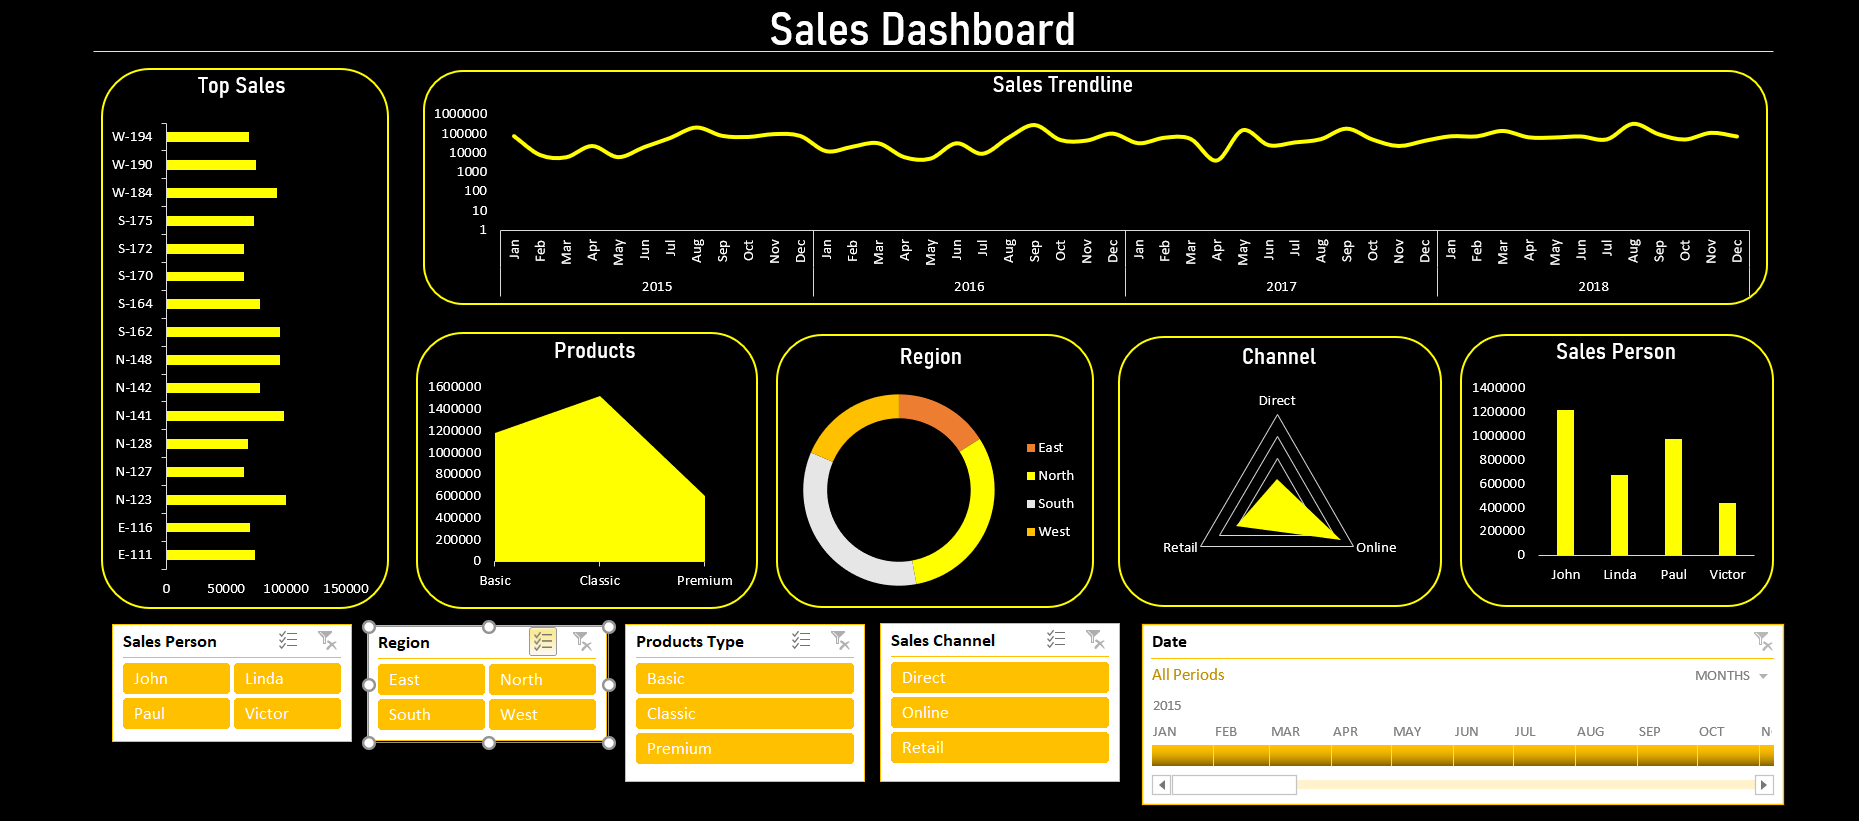 Sales Dashboard
Top Sales
W-194
W-190
W-184
S-175
S-172
S-170
S-164
S-162
N-148
N-142
N-141
N-128
N-127
N-123
E-116
E-111
0 50000 100000 150000
Sales Trendline
1000000
100000
10000
1000
100
10
1
Jan Feb Mar Apr May Jun Jul Aug Sep Oct Nov Dec Jan Feb Mar Apr May Jun Jul Aug Sep Oct Nov Dec Jan Feb Mar Apr May Jun Jul Aug Sep Oct Nov Dec Jan Feb Mar Apr May Jun Jul Aug Sep Oct Nov Dec
2015 2016 2017 2018
Products
1600000
1400000
1200000
1000000
800000
600000
400000
200000
0
Basic Classic Premium
Region
East
North
South
West
Channel
Direct
Retail Online
Sales Person
1400000
1200000
1000000
800000
600000
400000
200000
0
John Linda Paul Victor
Sales Person
John Linda
Paul Victor
Region
East North
South West
Products Type
Basic
Classic
Premium
Sales Channel
Direct
Online
Retail
Date
All Periods MONTHS
2015
JAN FEB MAR APR MAY JUN JUL AUG SEP OCT N